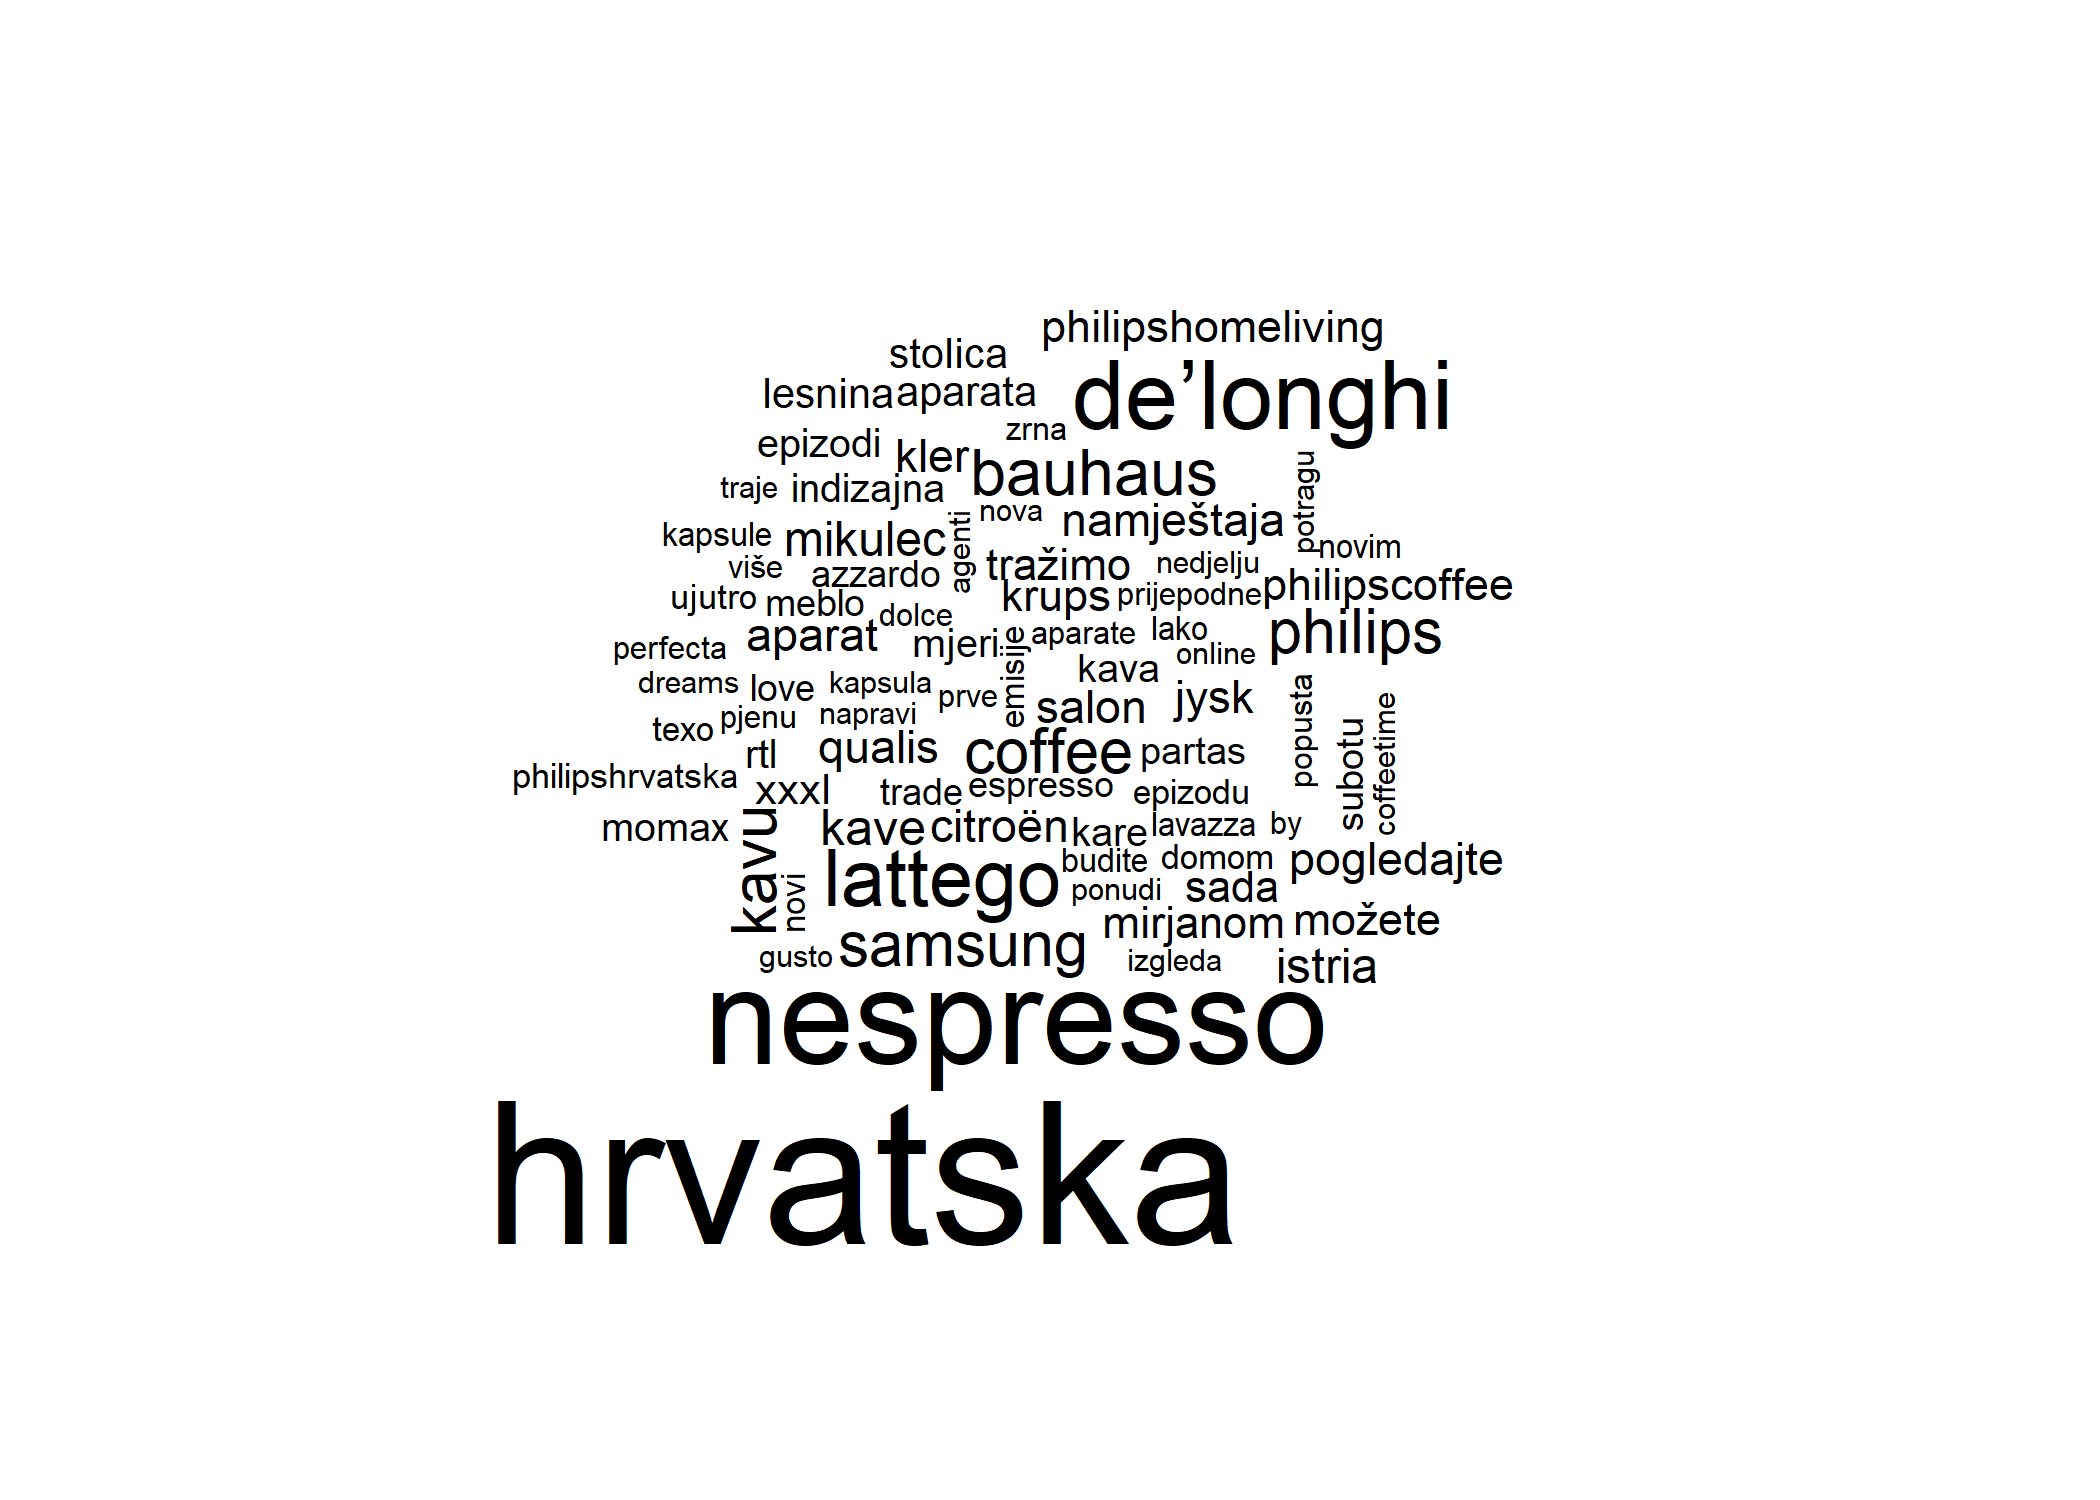 philipshomeliving
stolica
de’longhi
lesnina aparata
zrna
epizodi kler bauhaus
potragu
traje indizajna
nova namještaja
agenti
kapsule mikulec
novim
više azzardo tražimo nedjelju
philipscoffee
ujutro meblo dolce krups prijepodne
perfecta aparat mjeri aparate lako philips
emisije
kava online
dreams love kapsula prve
salon jysk
popusta
coffeetime
texo pjenu napravi
subotu
rtl qualis coffee partas
philipshrvatska
xxxl trade espresso epizodu
momax
kavu
kave citroën kare lavazza by
lattego budite domom pogledajte
novi
ponudi sada
mirjanom možete
gusto samsung izgleda istria
nespresso
hrvatska